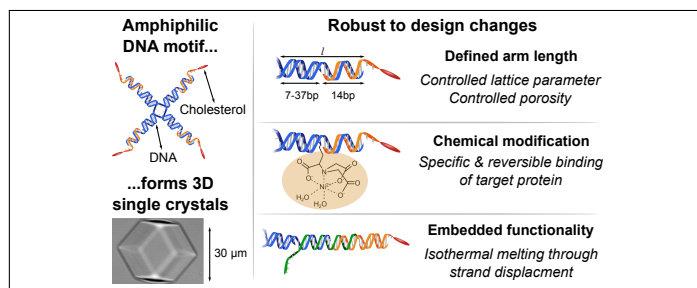 Amphiphilic
DNA motif...
Cholesterol
DNA
...forms 3D
single crystals
30 μm
Robust to design changes
l
7-37bp
14bp
Defined arm length
Controlled lattice parameter
Controlled porosity
Chemical modification
Specific & reversible binding
of target protein
O
O
O⁻
O
O⁻
O
N
Ni²⁺
H₂O
H₂O
Embedded functionality
Isothermal melting through
strand displacment